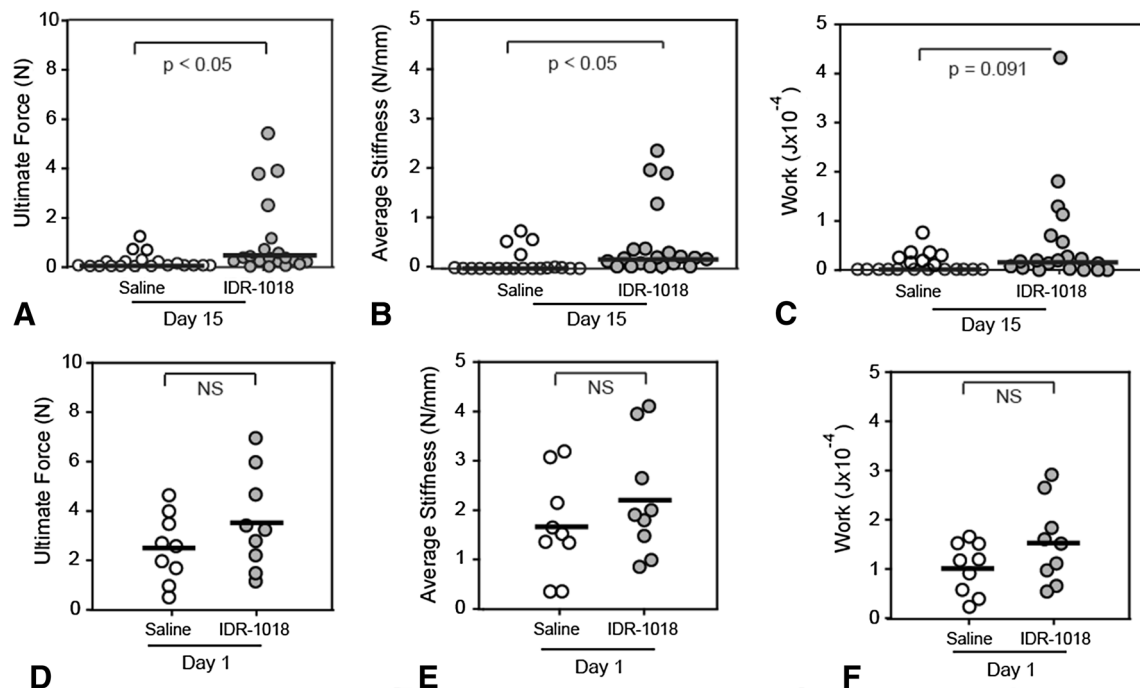 Ultimate Force (N)
10
8
6
4
2
0
p < 0.05
Saline
IDR-1018
Day 15
A
Average Stiffness (N/mm)
5
4
3
2
1
0
p < 0.05
Saline
IDR-1018
Day 15
B
Work (Jx10⁻⁴)
5
4
3
2
1
0
p = 0.091
Saline
IDR-1018
Day 15
C
Ultimate Force (N)
10
8
6
4
2
0
NS
Saline
IDR-1018
Day 1
D
Average Stiffness (N/mm)
5
4
3
2
1
0
NS
Saline
IDR-1018
Day 1
E
Work (Jx10⁻⁴)
5
4
3
2
1
0
NS
Saline
IDR-1018
Day 1
F